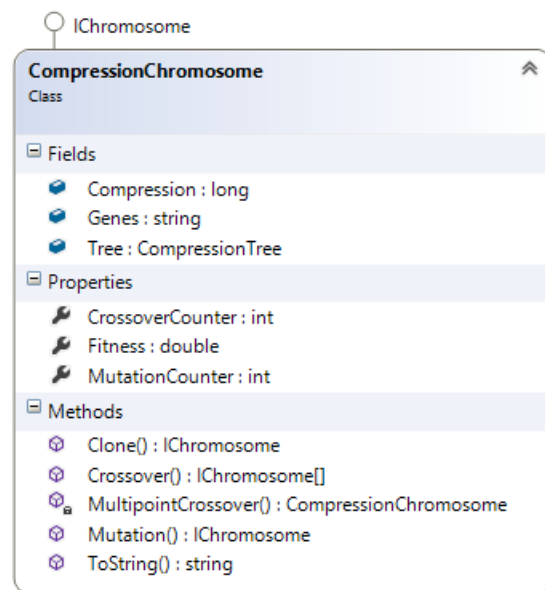 IChromosome
CompressionChromosome
Class
Fields
Compression : long
Genes : string
Tree : CompressionTree
Properties
CrossoverCounter : int
Fitness : double
MutationCounter : int
Methods
Clone() : IChromosome
Crossover() : IChromosome[]
MultipointCrossover() : CompressionChromosome
Mutation() : IChromosome
ToString() : string